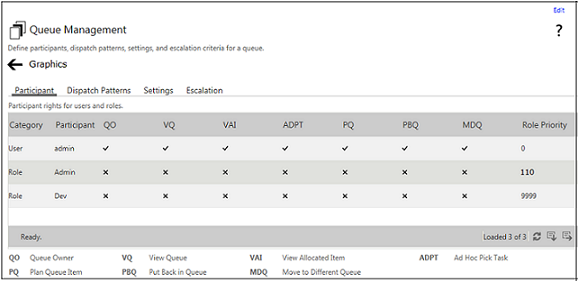 Edit
Queue Management
?
Define participants, dispatch patterns, settings, and escalation criteria for a queue.
Graphics
Participant Dispatch Patterns Settings Escalation
Participant rights for users and roles.
Category Participant QO VQ VAI ADPT PQ PBQ MDQ Role Priority
User admin ✓ ✓ ✓ ✓ ✓ ✓ ✓ 0
Role Admin × × × × × × × 110
Role Dev × × × × × × × 9999
Ready. Loaded 3 of 3
QO Queue Owner VQ View Queue VAI View Allocated Item ADPT Ad Hoc Pick Task
PQ Plan Queue Item PBQ Put Back in Queue MDQ Move to Different Queue